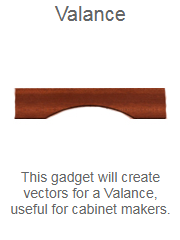 Valance
This gadget will create
vectors for a Valance,
useful for cabinet makers.